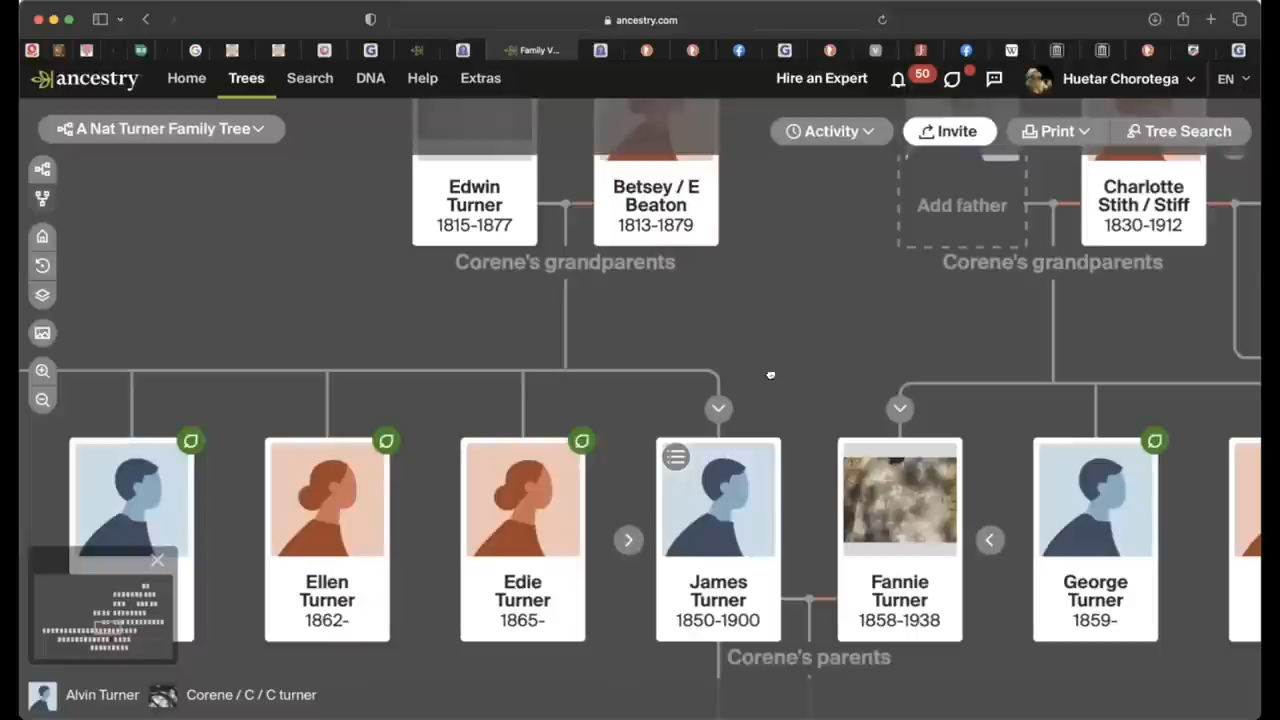 ancestry.com
Family V...
ancestry
Home
Trees
Search
DNA
Help
Extras
Hire an Expert
50
Huetar Chorotega
EN
A Nat Turner Family Tree
Activity
Invite
Print
Tree Search
Edwin
Turner
1815-1877
Betsey / E
Beaton
1813-1879
Add father
Charlotte
Stith / Stiff
1830-1912
Corene's grandparents
Corene's grandparents
Ellen
Turner
1862-
Edie
Turner
1865-
James
Turner
1850-1900
Fannie
Turner
1858-1938
George
Turner
1859-
Corene's parents
Alvin Turner
Corene / C / C turner